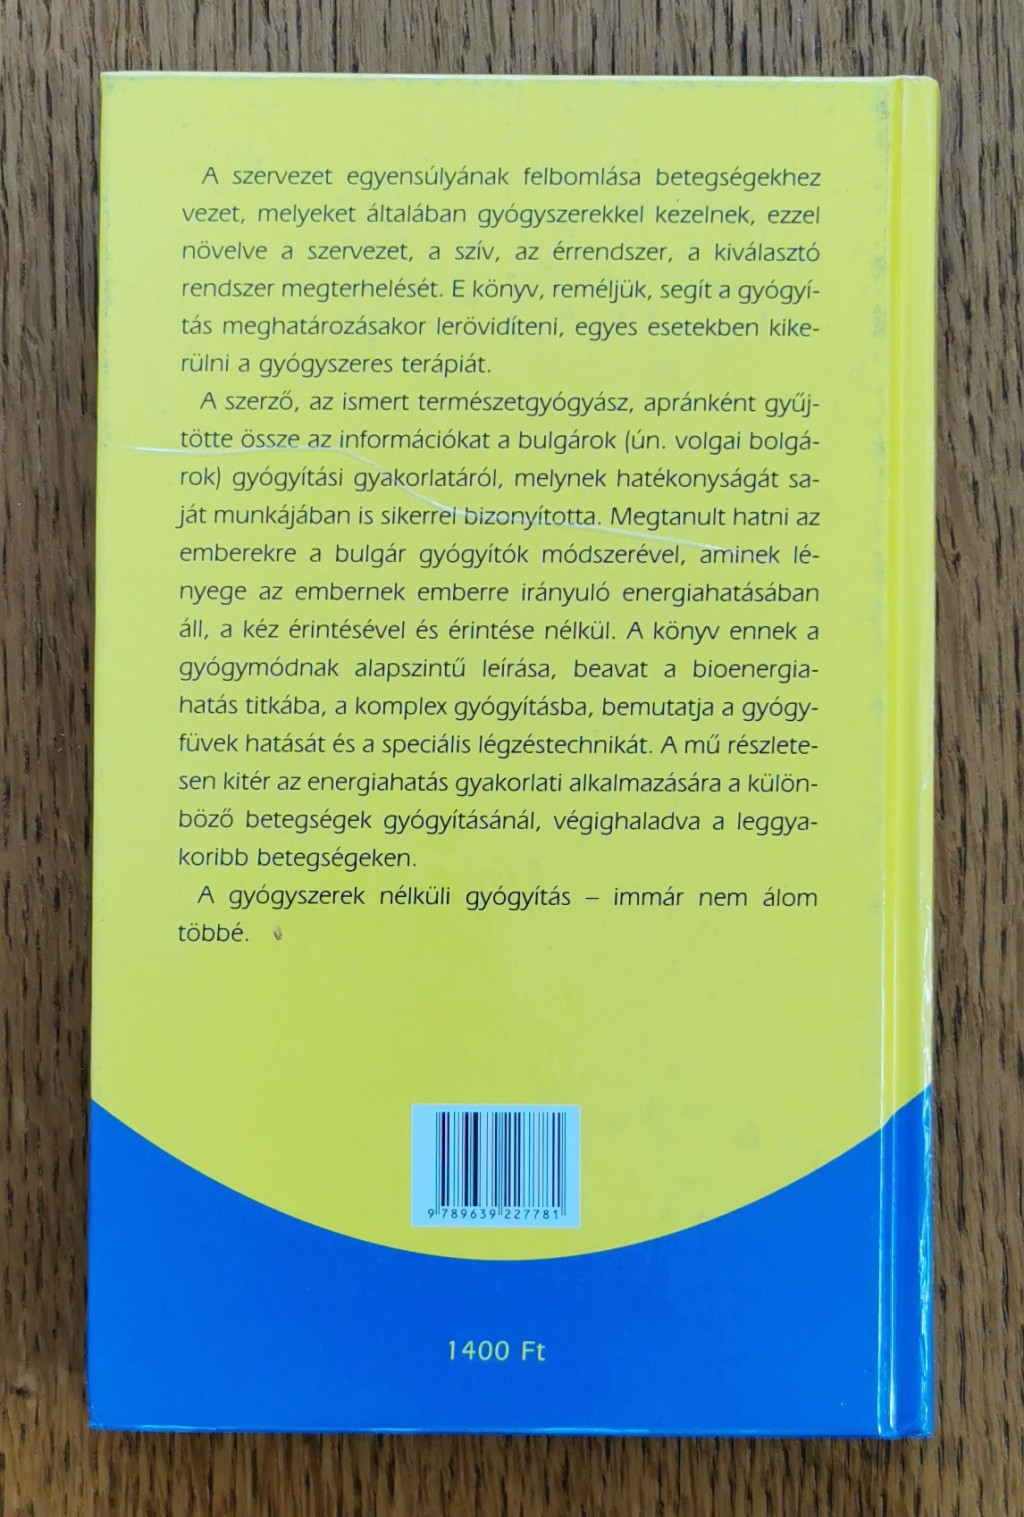 A szervezet egyensúlyának felbomlása betegségekhez
vezet, melyeket általában gyógyszerekkel kezelnek, ezzel
növelve a szervezet, a szív, az érrendszer, a kiválasztó
rendszer megterhelését. E könyv, reméljük, segít a gyógyí-
tás meghatározásakor lerövidíteni, egyes esetekben kike-
rülni a gyógyszeres terápiát.
A szerző, az ismert természetgyógyász, apránként gyűj-
tötte össze az információkat a bulgárok (ún. volgai bolgá-
rok) gyógyítási gyakorlatáról, melynek hatékonyságát sa-
ját munkájában is sikerrel bizonyította. Megtanult hatni az
emberekre a bulgár gyógyítók módszerével, aminek lé-
nyege az embernek emberre irányuló energiahatásában
áll, a kéz érintésével és érintése nélkül. A könyv ennek a
gyógymódnak alapszintű leírása, beavat a bioenergia-
hatás titkába, a komplex gyógyításba, bemutatja a gyógy-
füvek hatását és a speciális légzéstechnikát. A mű részlete-
sen kitér az energiahatás gyakorlati alkalmazására a külön-
böző betegségek gyógyításánál, végighaladva a leggya-
koribb betegségeken.
A gyógyszerek nélküli gyógyítás – immár nem álom
többé.
9 789639 227781
1400 Ft